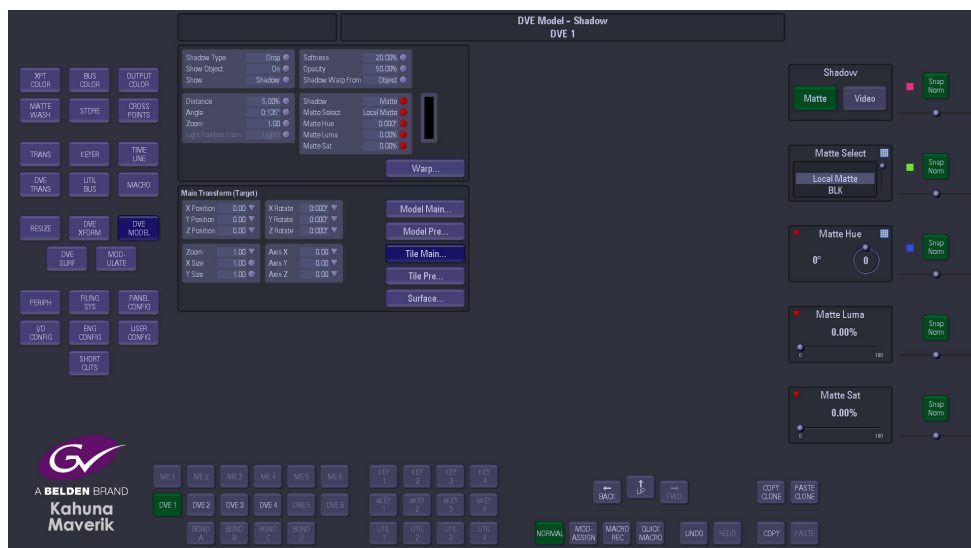 DVE Model - Shadow
DVE 1
XPT COLOR
BUS COLOR
OUTPUT COLOR
MATTE WASH
STORE
CROSS POINTS
TRANS
KEYER
TIME LINE
DVE TRANS
UTIL BUS
MACRO
RESIZE
DVE XFORM
DVE MODEL
DVE SURF
MOD- ULATE
PERIPH
FILING SYS
PANEL CONFIG
I/O CONFIG
ENG CONFIG
USER CONFIG
SHORT CUTS
Shadow Type Drop
Show Object On
Show Shadow
Softness 20.00%
Opacity 50.00%
Shadow Warp From Object
Distance 5.00%
Angle 0:135°
Zoom 1.00
Light Position From Light1
Shadow Matte
Matte Select Local Matte
Matte Hue 0:000°
Matte Luma 0.00%
Matte Sat 0.00%
Warp...
Main Transform (Target)
X Position 0.00 X Rotate 0:000°
Y Position 0.00 Y Rotate 0:000°
Z Position 0.00 Z Rotate 0:000°
Zoom 1.00 Axis X 0.00
X Size 1.00 Axis Y 0.00
Y Size 1.00 Axis Z 0.00
Model Main...
Model Pre...
Tile Main...
Tile Pre...
Surface...
Shadow
Matte Video
Snap Norm
Matte Select
Local Matte
BLK
Snap Norm
Matte Hue
0° 0
Snap Norm
Matte Luma
0.00%
0 100
Snap Norm
Matte Sat
0.00%
0 100
Snap Norm
GV
A BELDEN BRAND
Kahuna
Maverik
ME 1 ME 2 ME 3 ME 4 ME 5 ME 6
DVE 1 DVE 2 DVE 3 DVE 4 DVE 5 DVE 6
BOND A BOND B BOND C BOND D
KEY 1 KEY 2 KEY 3 KEY 4
eKEY 1 eKEY 2 eKEY 3 eKEY 4
UTIL 1 UTIL 2 UTIL 3 UTIL 4
← BACK
↑ UP
→ FWD
COPY CLONE
PASTE CLONE
NORMAL
MOD- ASSIGN
MACRO REC
QUICK MACRO
UNDO
REDO
COPY
PASTE